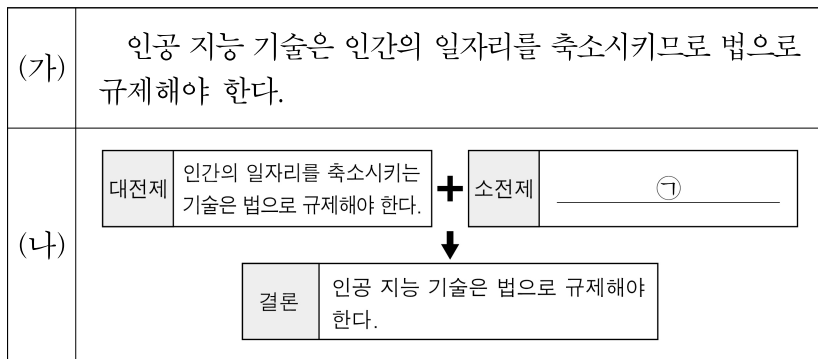 (가)
인공 지능 기술은 인간의 일자리를 축소시키므로 법으로
규제해야 한다.
(나)
대전제
인간의 일자리를 축소시키는
기술은 법으로 규제해야 한다.
+
소전제
㉠
결론
인공 지능 기술은 법으로 규제해야
한다.